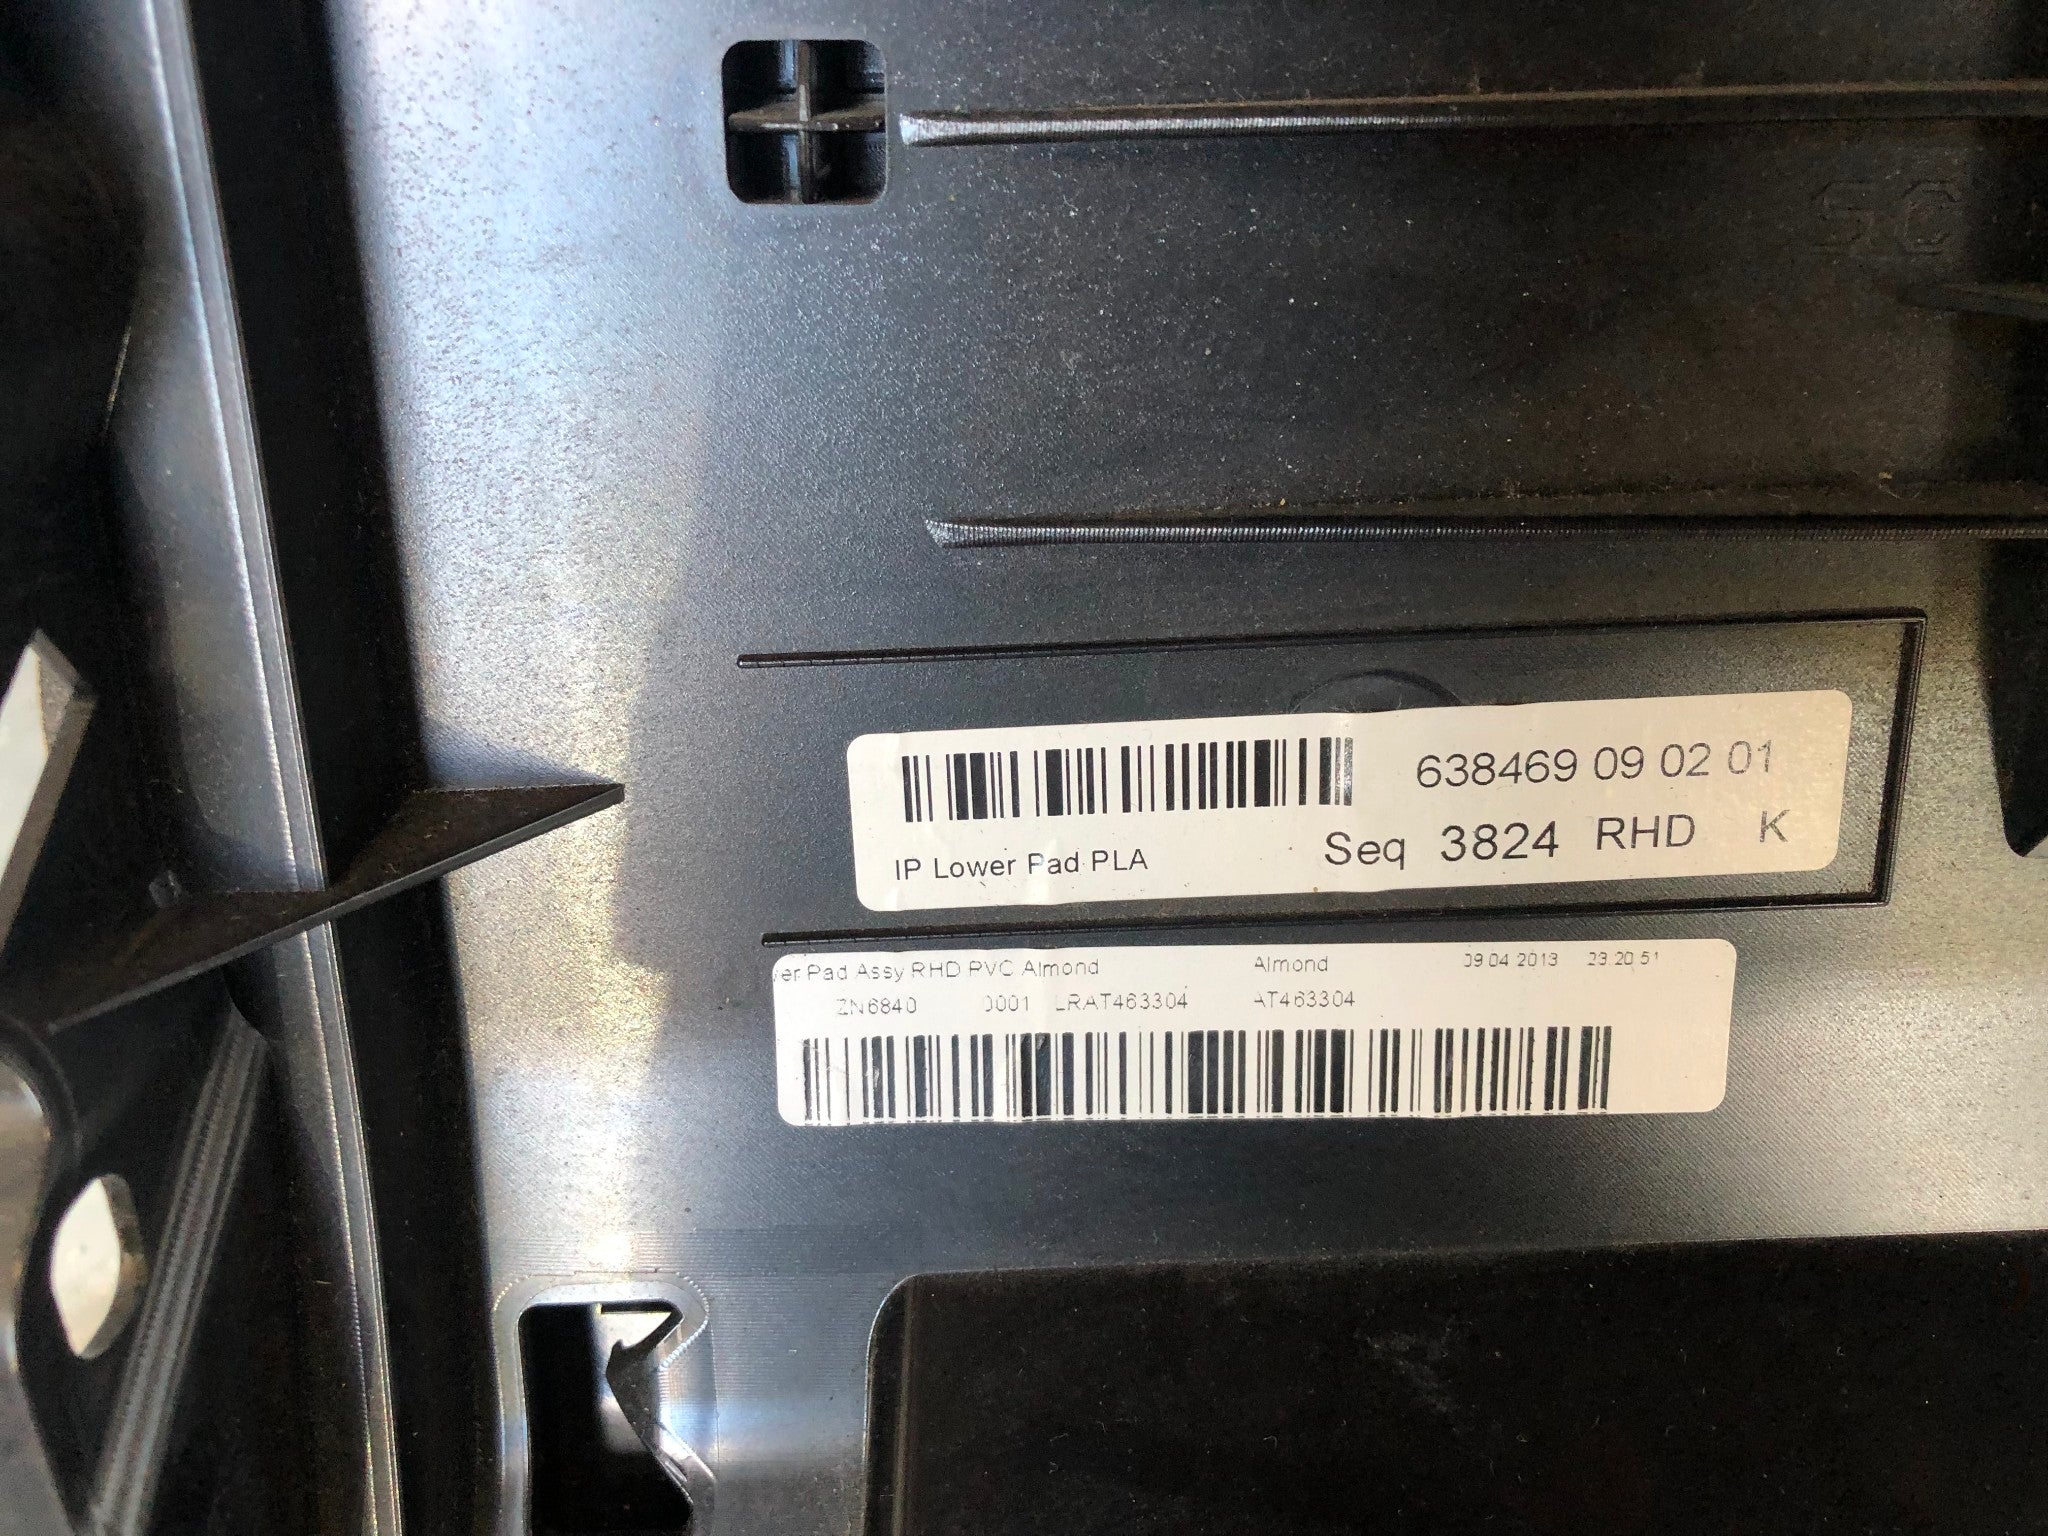 SC
638469 09 02 01
IP Lower Pad PLA Seq 3824 RHD K
Pad Assy RHD PVC Almond Almond 09 04 2013 23 20 51
ZN6840 0001 LRAT463304 AT463304